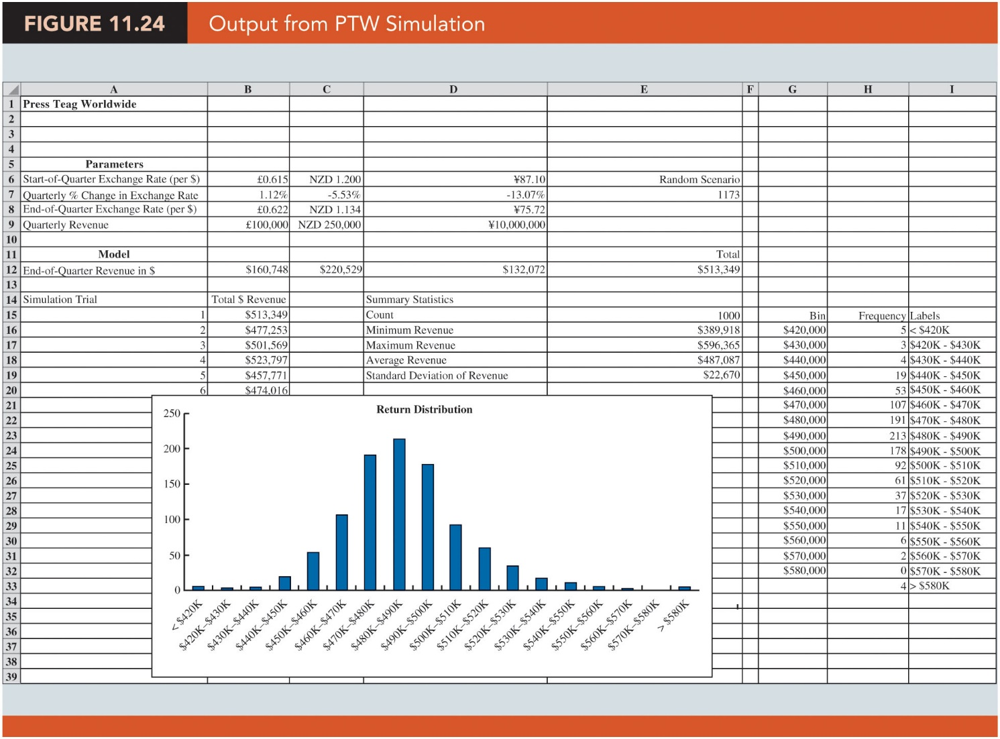 FIGURE 11.24 Output from PTW Simulation
A B C D E F G H I
1 Press Teag Worldwide
2
3
4
5 Parameters
6 Start-of-Quarter Exchange Rate (per $) £0.615 NZD 1.200 ¥87.10 Random Scenario
7 Quarterly % Change in Exchange Rate 1.12% -5.53% -13.07% 1173
8 End-of-Quarter Exchange Rate (per $) £0.622 NZD 1.134 ¥75.72
9 Quarterly Revenue £100,000 NZD 250,000 ¥10,000,000
10
11 Model Total
12 End-of-Quarter Revenue in $ $160,748 $220,529 $132,072 $513,349
13
14 Simulation Trial Total $ Revenue Summary Statistics
15 1 $513,349 Count 1000 Bin Frequency Labels
16 2 $477,253 Minimum Revenue $389,918 $420,000 5 < $420K
17 3 $501,569 Maximum Revenue $596,365 $430,000 3 $420K - $430K
18 4 $523,797 Average Revenue $487,087 $440,000 4 $430K - $440K
19 5 $457,771 Standard Deviation of Revenue $22,670 $450,000 19 $440K - $450K
20 6 $474,016 $460,000 53 $450K - $460K
21 $470,000 107 $460K - $470K
22 $480,000 191 $470K - $480K
23 $490,000 213 $480K - $490K
24 $500,000 178 $490K - $500K
25 $510,000 92 $500K - $510K
26 $520,000 61 $510K - $520K
27 $530,000 37 $520K - $530K
28 $540,000 17 $530K - $540K
29 $550,000 11 $540K - $550K
30 $560,000 6 $550K - $560K
31 $570,000 2 $560K - $570K
32 $580,000 0 $570K - $580K
33 4 > $580K
34
35
36
37
38
39
Return Distribution
250
200
150
100
50
0
< $420K
$420K–$430K
$430K–$440K
$440K–$450K
$450K–$460K
$460K–$470K
$470K–$480K
$480K–$490K
$490K–$500K
$500K–$510K
$510K–$520K
$520K–$530K
$530K–$540K
$540K–$550K
$550K–$560K
$560K–$570K
$570K–$580K
> $580K